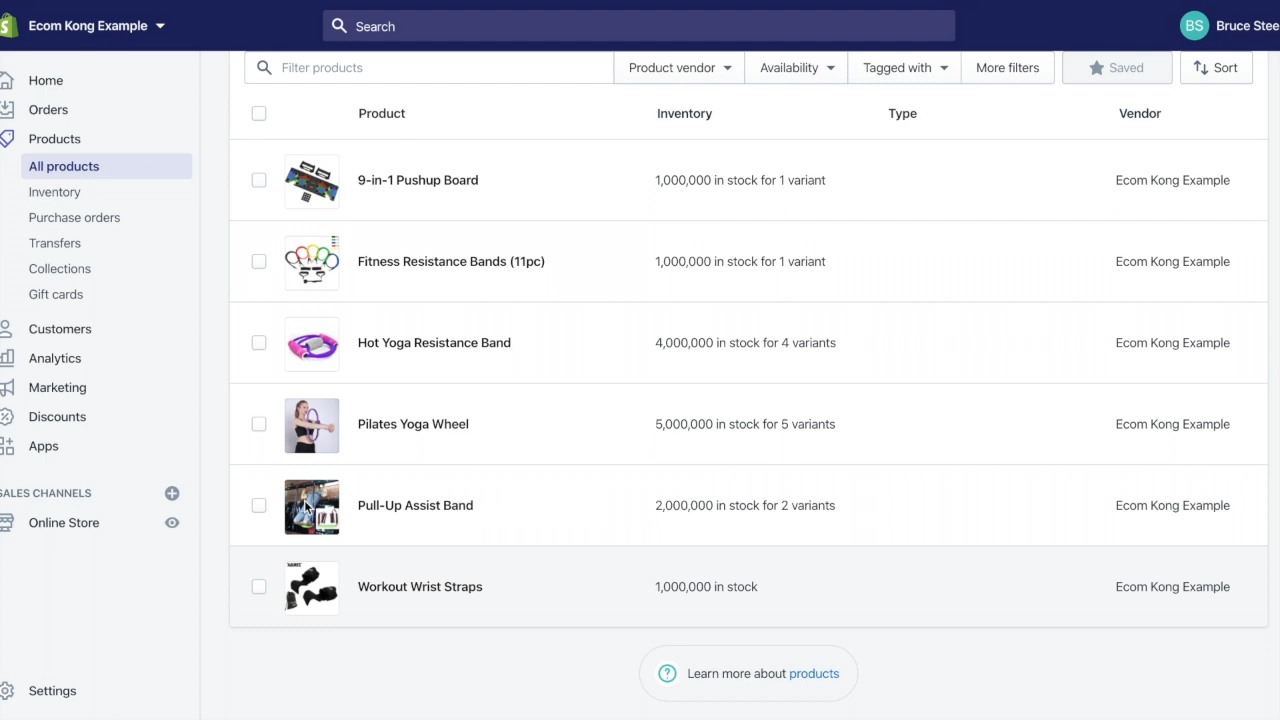 Ecom Kong Example
Search
BS Bruce Stee
Home
Orders
Products
All products
Inventory
Purchase orders
Transfers
Collections
Gift cards
Customers
Analytics
Marketing
Discounts
Apps
SALES CHANNELS
Online Store
Settings
Filter products Product vendor Availability Tagged with More filters Saved Sort
Product Inventory Type Vendor
9-in-1 Pushup Board 1,000,000 in stock for 1 variant Ecom Kong Example
Fitness Resistance Bands (11pc) 1,000,000 in stock for 1 variant Ecom Kong Example
Hot Yoga Resistance Band 4,000,000 in stock for 4 variants Ecom Kong Example
Pilates Yoga Wheel 5,000,000 in stock for 5 variants Ecom Kong Example
Pull-Up Assist Band 2,000,000 in stock for 2 variants Ecom Kong Example
Workout Wrist Straps 1,000,000 in stock Ecom Kong Example
Learn more about products